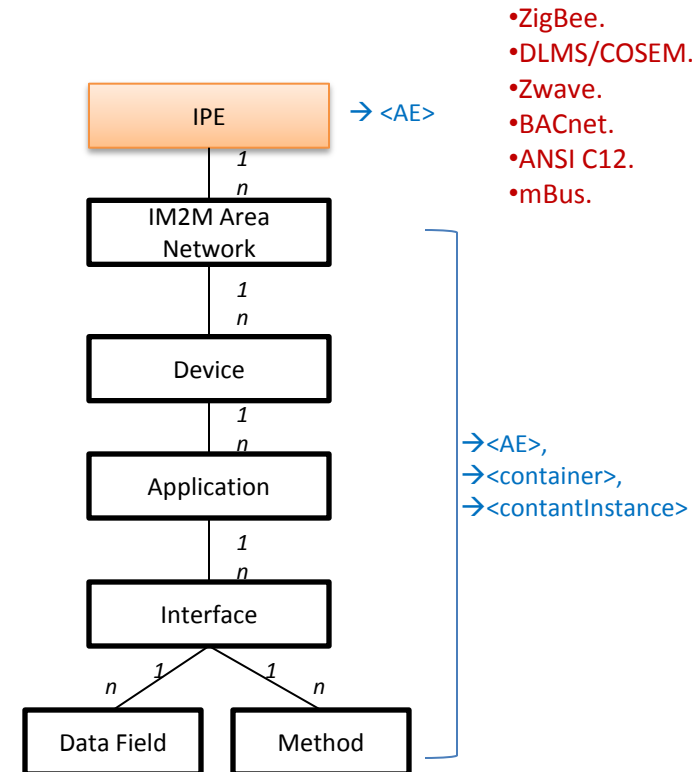 •ZigBee.
•DLMS/COSEM.
•Zwave.
•BACnet.
•ANSI C12.
•mBus.
IPE
→ <AE>
1
n
IM2M Area
Network
1
n
Device
1
n
Application
1
n
Interface
→<AE>,
→<container>,
→<contantInstance>
n 1 1 n
Data Field
Method